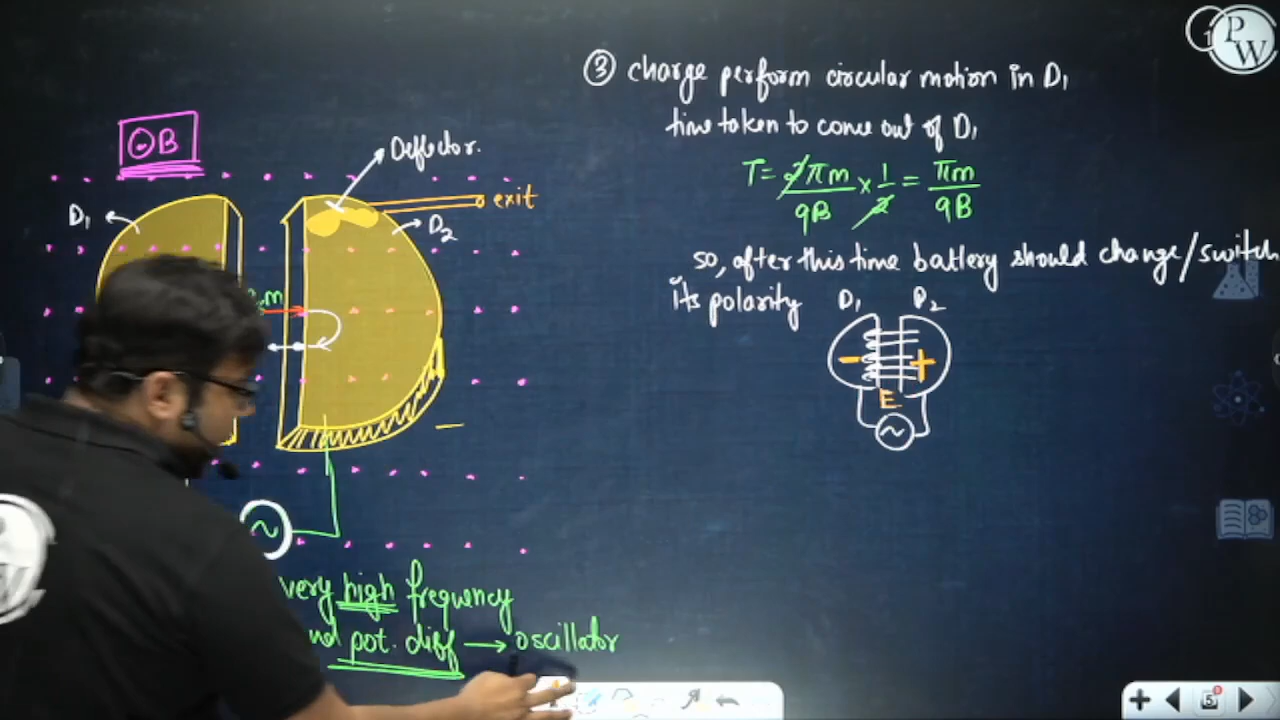 PW
③ charge perform circular motion in D₁
time taken to come out of D₁
T = 2πm/qB × 1/2 = πm/qB
so, after this time battery should change/switch
its polarity
D₁ D₂
- +
E
~
⊙B
Deflector.
exit
D₁
D₂
m
~
very high frequency
pot. diff → oscillator